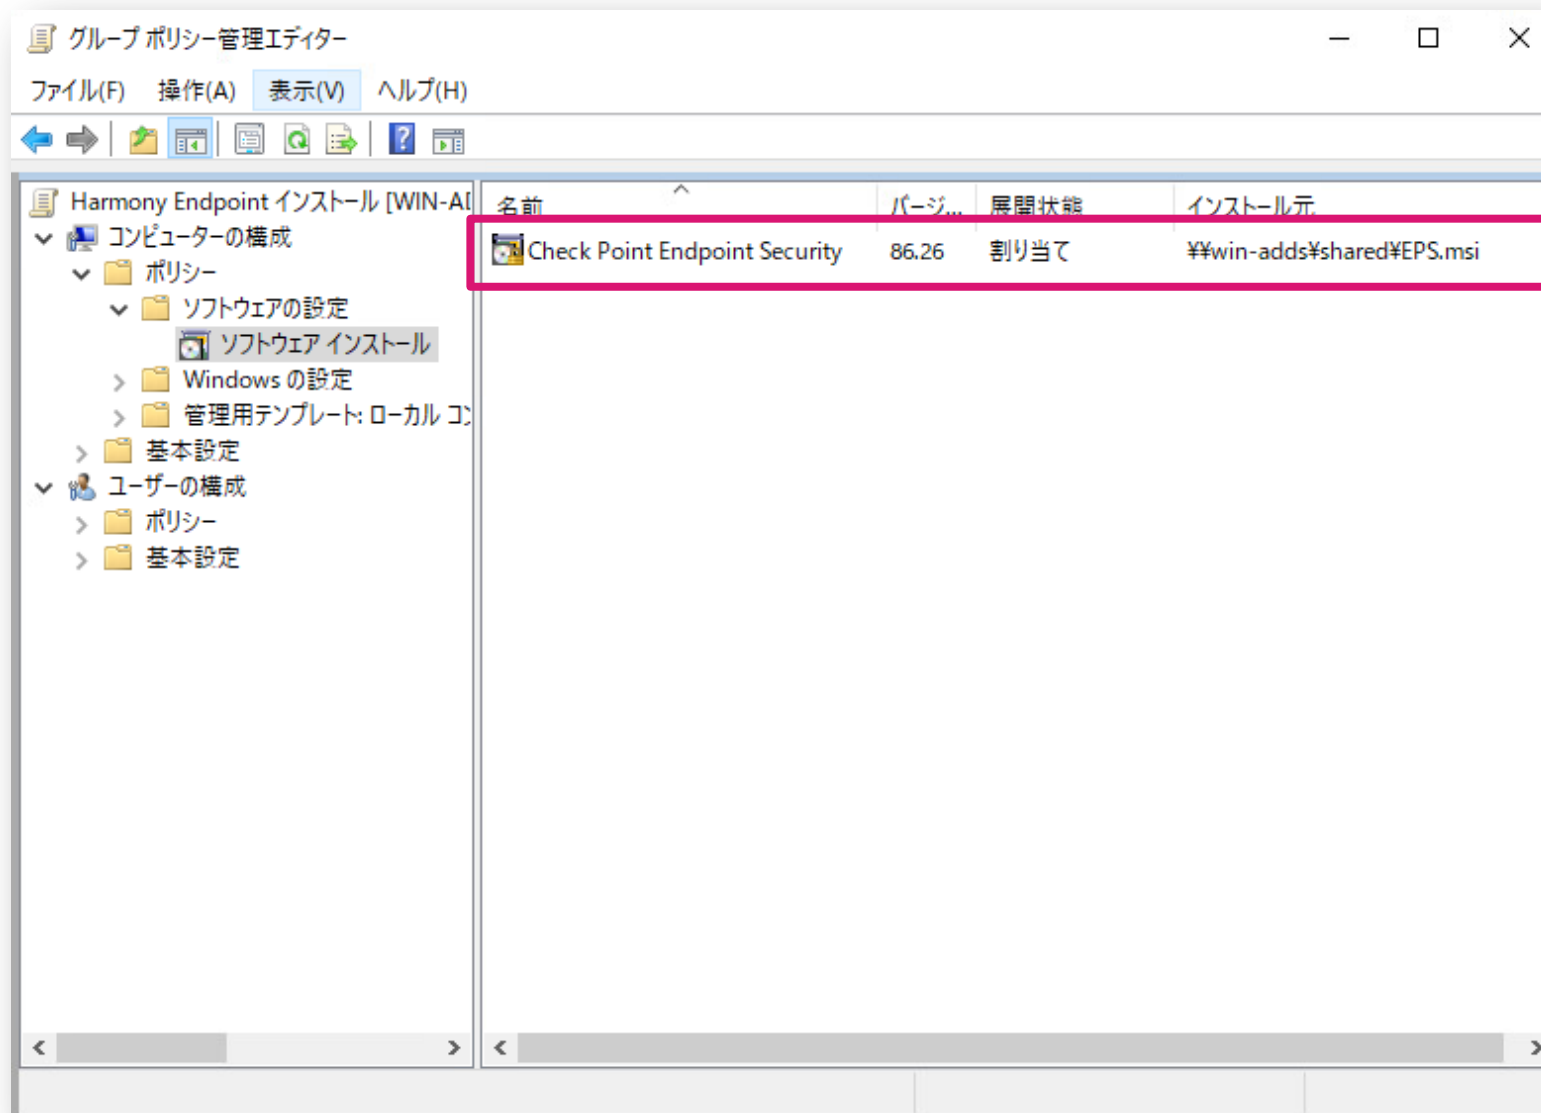 グループ ポリシー管理エディター
ファイル(F) 操作(A) 表示(V) ヘルプ(H)
Harmony Endpoint インストール [WIN-AD
コンピューターの構成
ポリシー
ソフトウェアの設定
ソフトウェア インストール
Windows の設定
管理用テンプレート: ローカル コン
基本設定
ユーザーの構成
ポリシー
基本設定
名前 バージ... 展開状態 インストール元
Check Point Endpoint Security 86.26 割り当て ¥¥win-adds¥shared¥EPS.msi